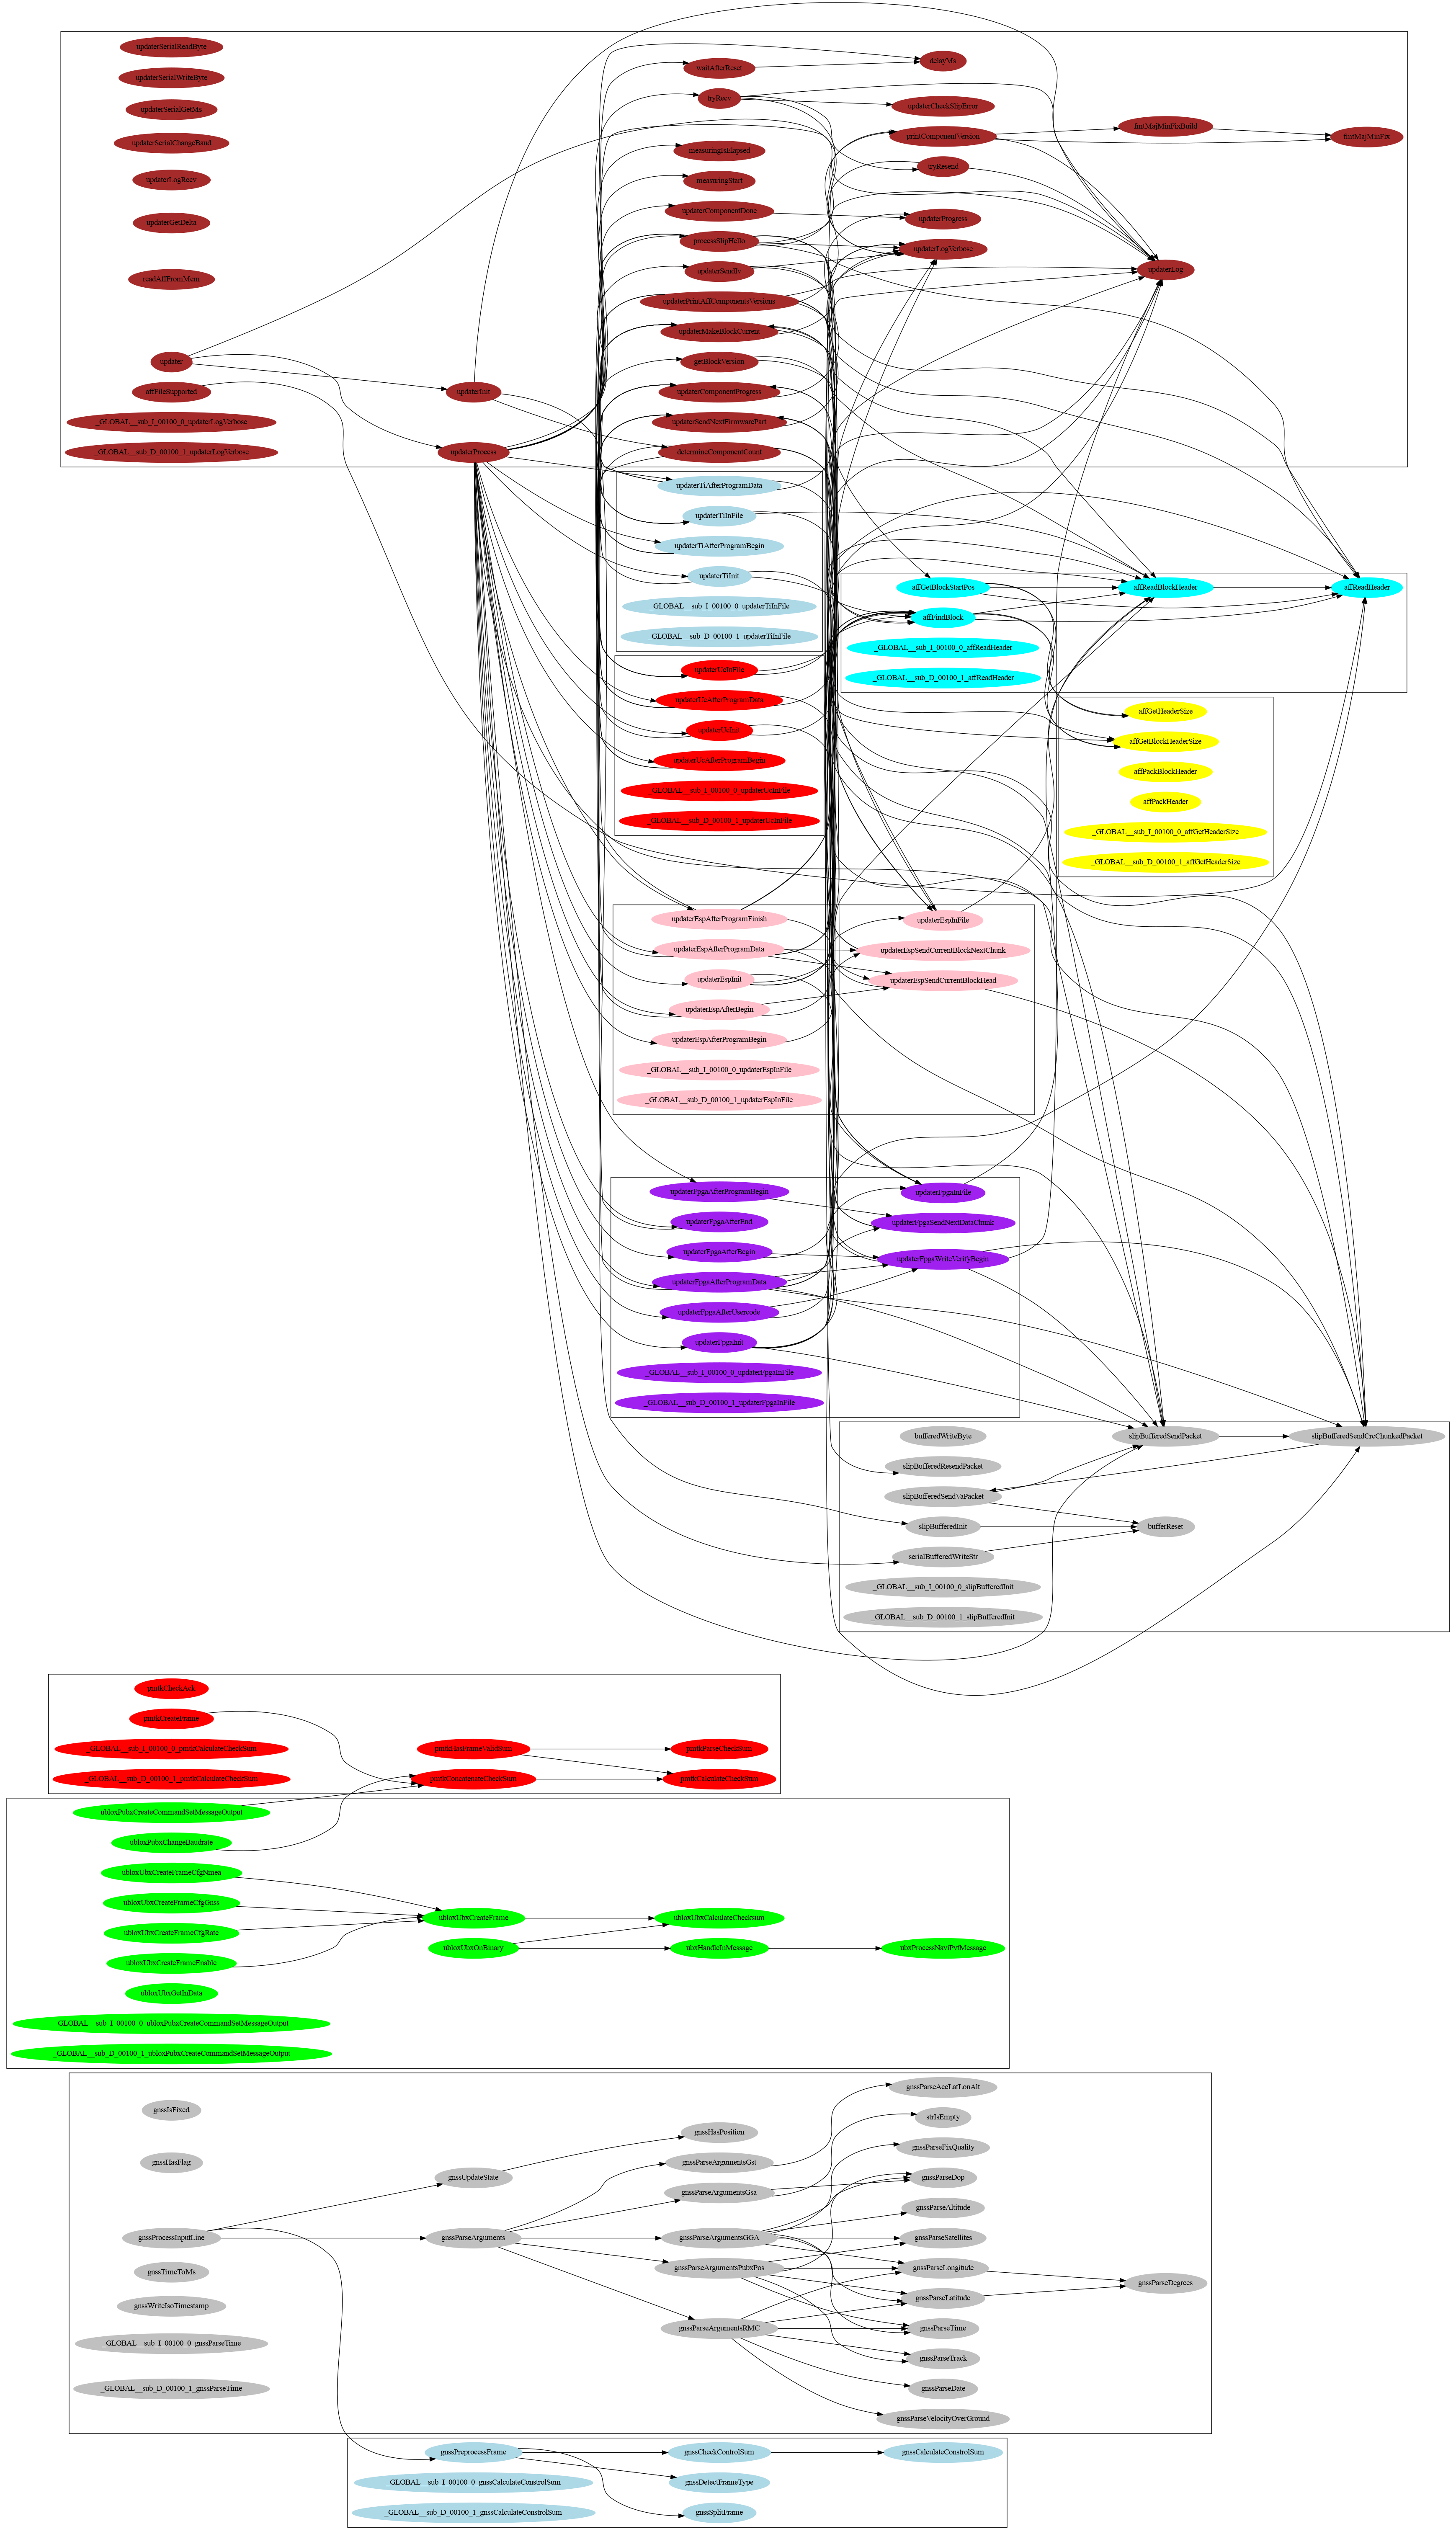 updaterSerialReadByte
updaterSerialWriteByte
updaterSerialGetMs
updaterSerialChangeBaud
updaterLogRecv
updaterGetDelta
readAffFromMem
updater
affFileSupported
_GLOBAL__sub_I_00100_0_updaterLogVerbose
_GLOBAL__sub_D_00100_1_updaterLogVerbose
updaterInit
updaterProcess
waitAfterReset
tryRecv
measuringIsElapsed
measuringStart
updaterComponentDone
processSlipHello
updaterSendIv
updaterPrintAffComponentsVersions
updaterMakeBlockCurrent
getBlockVersion
updaterComponentProgress
updaterSendNextFirmwarePart
determineComponentCount
delayMs
updaterCheckSlipError
printComponentVersion
tryResend
updaterProgress
updaterLogVerbose
fmtMajMinFixBuild
fmtMajMinFix
updaterLog
updaterTiAfterProgramData
updaterTiInFile
updaterTiAfterProgramBegin
updaterTiInit
_GLOBAL__sub_I_00100_0_updaterTiInFile
_GLOBAL__sub_D_00100_1_updaterTiInFile
affGetBlockStartPos
affFindBlock
_GLOBAL__sub_I_00100_0_affReadHeader
_GLOBAL__sub_D_00100_1_affReadHeader
affReadBlockHeader
affReadHeader
updaterUcInFile
updaterUcAfterProgramData
updaterUcInit
updaterUcAfterProgramBegin
_GLOBAL__sub_I_00100_0_updaterUcInFile
_GLOBAL__sub_D_00100_1_updaterUcInFile
affGetHeaderSize
affGetBlockHeaderSize
affPackBlockHeader
affPackHeader
_GLOBAL__sub_I_00100_0_affGetHeaderSize
_GLOBAL__sub_D_00100_1_affGetHeaderSize
updaterEspAfterProgramFinish
updaterEspAfterProgramData
updaterEspInit
updaterEspAfterBegin
updaterEspAfterProgramBegin
_GLOBAL__sub_I_00100_0_updaterEspInFile
_GLOBAL__sub_D_00100_1_updaterEspInFile
updaterEspInFile
updaterEspSendCurrentBlockNextChunk
updaterEspSendCurrentBlockHead
updaterFpgaAfterProgramBegin
updaterFpgaAfterEnd
updaterFpgaAfterBegin
updaterFpgaAfterProgramData
updaterFpgaAfterUsercode
updaterFpgaInit
_GLOBAL__sub_I_00100_0_updaterFpgaInFile
_GLOBAL__sub_D_00100_1_updaterFpgaInFile
updaterFpgaInFile
updaterFpgaSendNextDataChunk
updaterFpgaWriteVerifyBegin
bufferedWriteByte
slipBufferedResendPacket
slipBufferedSendVaPacket
slipBufferedInit
serialBufferedWriteStr
_GLOBAL__sub_I_00100_0_slipBufferedInit
_GLOBAL__sub_D_00100_1_slipBufferedInit
slipBufferedSendPacket
bufferReset
slipBufferedSendCrcChunkedPacket
pmtkCheckAck
pmtkCreateFrame
_GLOBAL__sub_I_00100_0_pmtkCalculateCheckSum
_GLOBAL__sub_D_00100_1_pmtkCalculateCheckSum
pmtkHasFrameValidSum
pmtkConcatenateCheckSum
pmtkParseCheckSum
pmtkCalculateCheckSum
ubloxPubxCreateCommandSetMessageOutput
ubloxPubxChangeBaudrate
ubloxUbxCreateFrameCfgNmea
ubloxUbxCreateFrameCfgGnss
ubloxUbxCreateFrameCfgRate
ubloxUbxCreateFrameEnable
ubloxUbxGetInData
_GLOBAL__sub_I_00100_0_ubloxPubxCreateCommandSetMessageOutput
_GLOBAL__sub_D_00100_1_ubloxPubxCreateCommandSetMessageOutput
ubloxUbxCreateFrame
ubloxUbxOnBinary
ubloxUbxCalculateChecksum
ubxHandleInMessage
ubxProcessNaviPvtMessage
gnssIsFixed
gnssHasFlag
gnssProcessInputLine
gnssTimeToMs
gnssWriteIsoTimestamp
_GLOBAL__sub_I_00100_0_gnssParseTime
_GLOBAL__sub_D_00100_1_gnssParseTime
gnssUpdateState
gnssParseArguments
gnssHasPosition
gnssParseArgumentsGst
gnssParseArgumentsGsa
gnssParseArgumentsGGA
gnssParseArgumentsPubxPos
gnssParseArgumentsRMC
gnssParseAccLatLonAlt
strIsEmpty
gnssParseFixQuality
gnssParseDop
gnssParseAltitude
gnssParseSatellites
gnssParseLongitude
gnssParseLatitude
gnssParseTime
gnssParseTrack
gnssParseDate
gnssParseVelocityOverGround
gnssParseDegrees
gnssPreprocessFrame
_GLOBAL__sub_I_00100_0_gnssCalculateConstrolSum
_GLOBAL__sub_D_00100_1_gnssCalculateConstrolSum
gnssCheckControlSum
gnssDetectFrameType
gnssSplitFrame
gnssCalculateConstrolSum